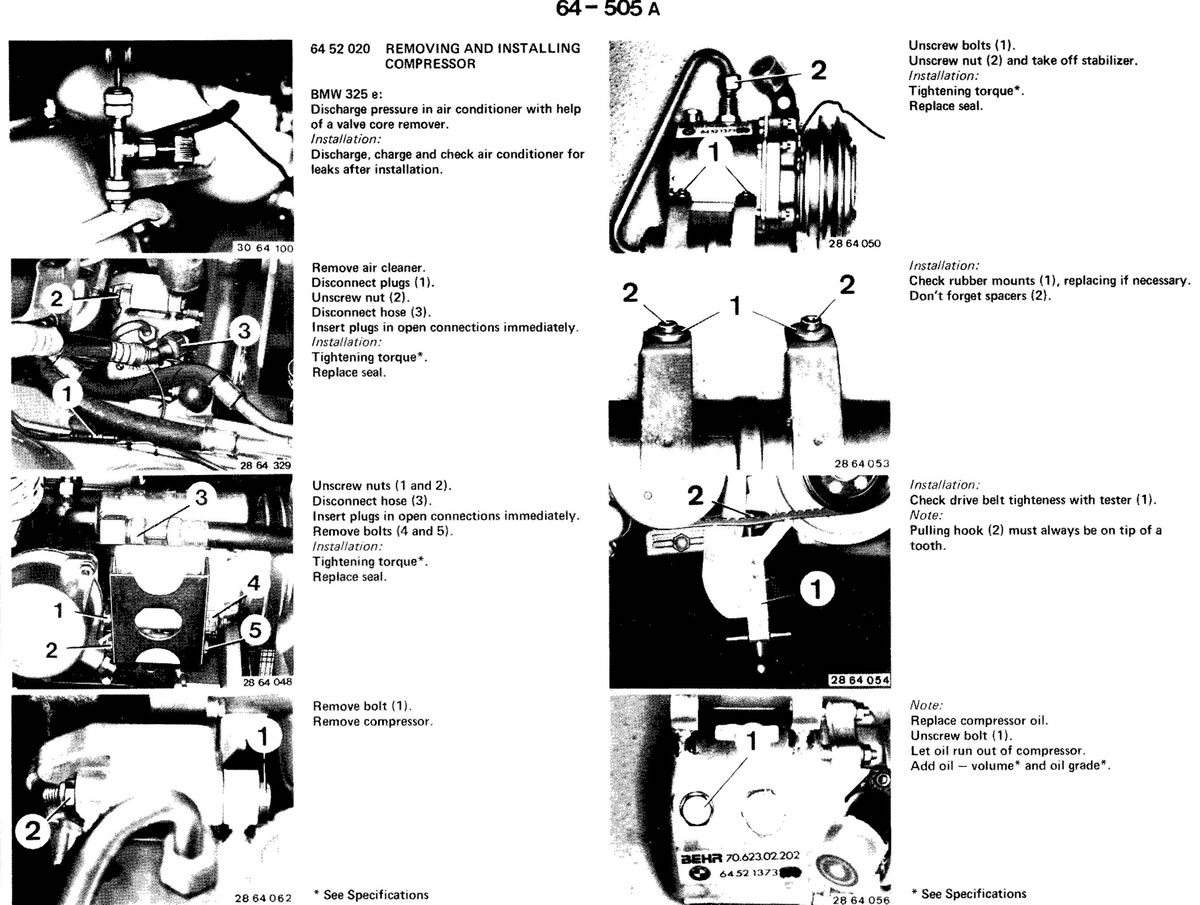 64 – 505 A
64 52 020 REMOVING AND INSTALLING
COMPRESSOR
BMW 325 e:
Discharge pressure in air conditioner with help
of a valve core remover.
Installation:
Discharge, charge and check air conditioner for
leaks after installation.
30 64 100
Remove air cleaner.
Disconnect plugs (1).
Unscrew nut (2).
Disconnect hose (3).
Insert plugs in open connections immediately.
Installation:
Tightening torque*.
Replace seal.
2
3
1
28 64 329
Unscrew nuts (1 and 2).
Disconnect hose (3).
Insert plugs in open connections immediately.
Remove bolts (4 and 5).
Installation:
Tightening torque*.
Replace seal.
3
4
1
5
2
28 64 048
Remove bolt (1).
Remove compressor.
1
2
28 64 062
* See Specifications
Unscrew bolts (1).
Unscrew nut (2) and take off stabilizer.
Installation:
Tightening torque*.
Replace seal.
2
64 52 1373
1
28 64 050
Installation:
Check rubber mounts (1), replacing if necessary.
Don't forget spacers (2).
2
1
2
28 64 053
Installation:
Check drive belt tighteness with tester (1).
Note:
Pulling hook (2) must always be on tip of a
tooth.
2
1
28 64 054
Note:
Replace compressor oil.
Unscrew bolt (1).
Let oil run out of compressor.
Add oil — volume* and oil grade*.
1
BEHR 70.623.02.202
64 52 1373
28 64 056
* See Specifications